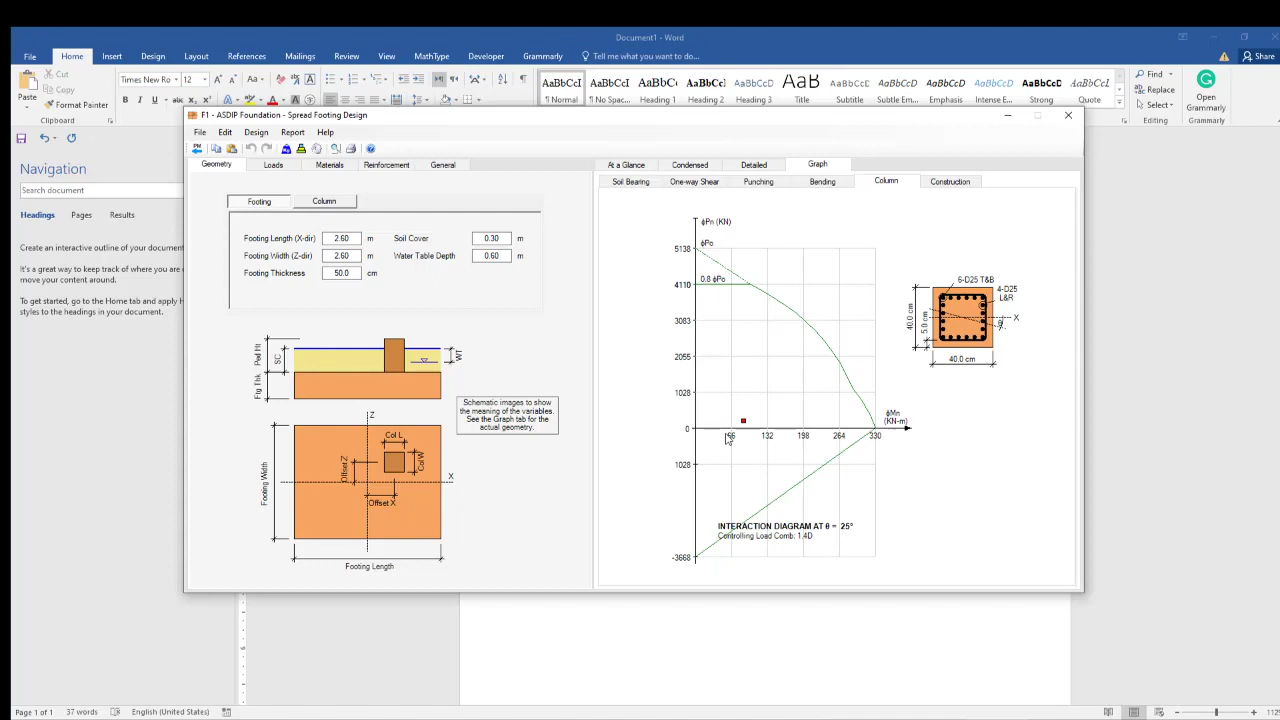 Document1 - Word
File Home Insert Design Layout References Mailings Review View MathType Developer Grammarly Tell me what you want to do... Share
Paste
Cut
Copy
Format Painter
Clipboard
Times New Ro 12
AaBbCcI AaBbCcI AaBbC AaBbCcI AaBbCcI AaB AaBbCcI AaBbCcI AaBbCcI AaBbCcI AaBbCcI AaBbCcI
¶ Normal ¶ No Spac... Heading 1 Heading 2 Heading 3 Title Subtitle Subtle Em... Emphasis Intense E... Strong Quote
Find
Replace
Select
Editing
Open
Grammarly
Grammarly
F1 - ASDIP Foundation - Spread Footing Design
File Edit Design Report Help
Geometry Loads Materials Reinforcement General
At a Glance Condensed Detailed Graph
Soil Bearing One-way Shear Punching Bending Column Construction
Navigation
Search document
Headings Pages Results
Create an interactive outline of your document
It's a great way to keep track of where you are
move your content around.
To get started, go to the Home tab and apply H
styles to the headings in your document.
Footing Column
Footing Length (X-dir) 2.60 m Soil Cover 0.30 m
Footing Width (Z-dir) 2.60 m Water Table Depth 0.60 m
Footing Thickness 50.0 cm
Ped Ht
SC
WT
Ftg Thk
Schematic images to show
the meaning of the variables.
See the Graph tab for the
actual geometry.
Z
Col L
Col W
Offset Z
X
Offset X
Footing Width
Footing Length
ϕPn (KN)
ϕPo
5138
0.8 ϕPo
4110
3083
2055
1028
0
66 132 198 264 330
ϕMn
(KN-m)
1028
-3668
INTERACTION DIAGRAM AT θ = 25°
Controlling Load Comb: 1.4D
6-D25 T&B
4-D25
L&R
40.0 cm
5.0 cm
X
40.0 cm
Page 1 of 1 37 words English (United States)